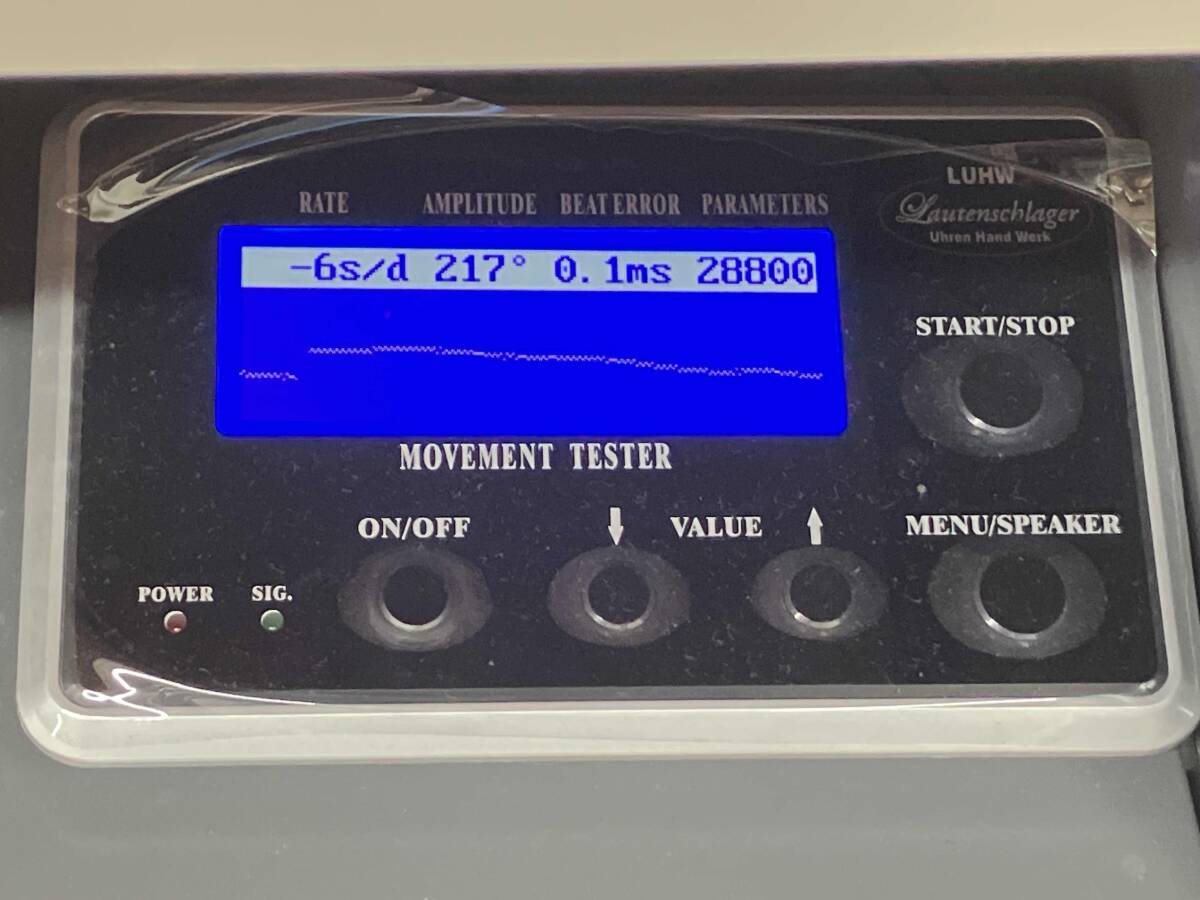 LUHW
Lautenschlager
Uhren Hand Werk
RATE AMPLITUDE BEAT ERROR PARAMETERS
-6s/d 217° 0.1ms 28800
START/STOP
MOVEMENT TESTER
ON/OFF VALUE MENU/SPEAKER
POWER SIG.